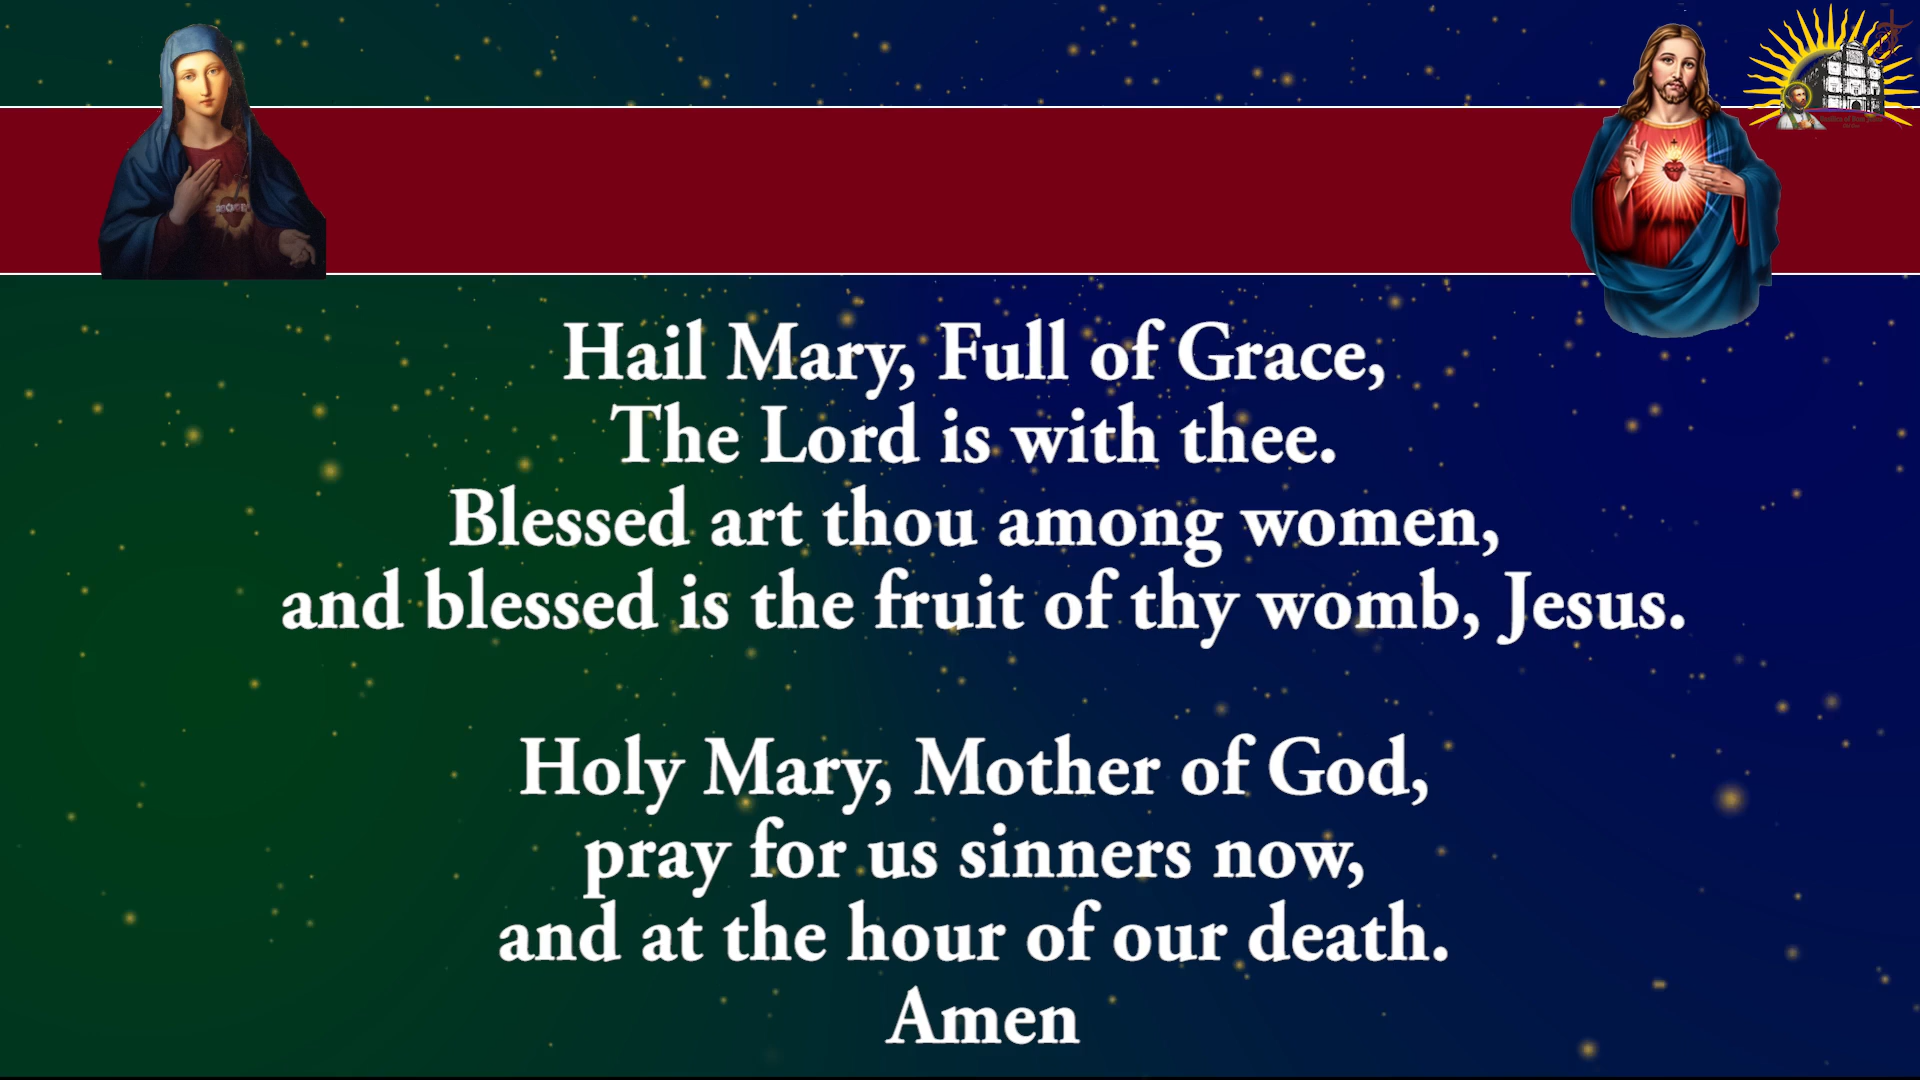 Hail Mary, Full of Grace,
The Lord is with thee.
Blessed art thou among women,
and blessed is the fruit of thy womb, Jesus.
Holy Mary, Mother of God,
pray for us sinners now,
and at the hour of our death.
Amen